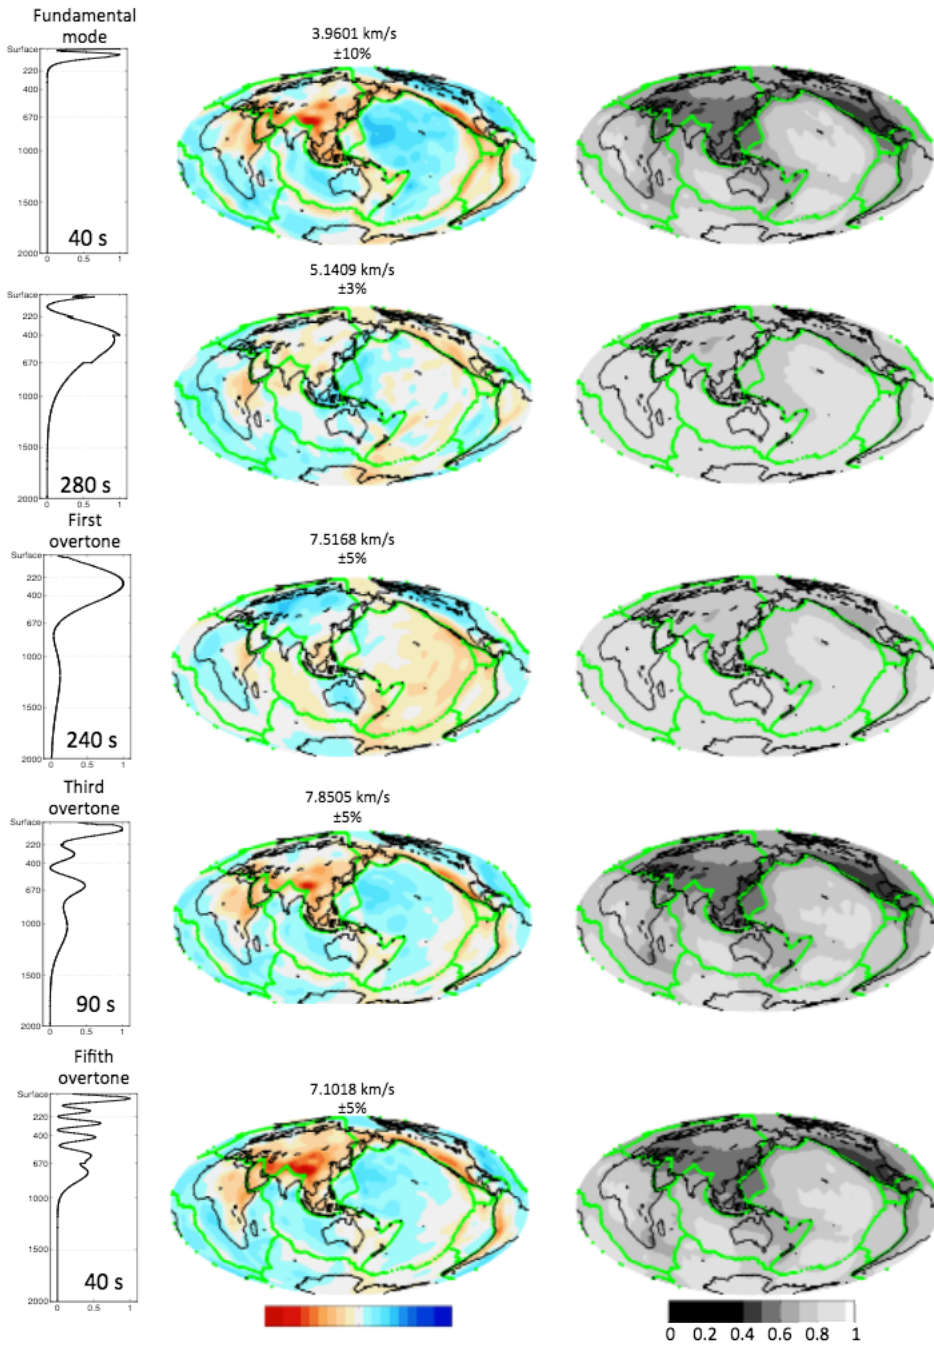 Fundamental
mode
3.9601 km/s
±10%
Surface
220
400
670
1000
1500
2000
40 s
0 0.5 1
5.1409 km/s
±3%
Surface
220
400
670
1000
1500
2000
280 s
0 0.5 1
First
overtone
7.5168 km/s
±5%
Surface
220
400
670
1000
1500
2000
240 s
0 0.5 1
Third
overtone
7.8505 km/s
±5%
Surface
220
400
670
1000
1500
2000
90 s
0 0.5 1
Fififth
overtone
7.1018 km/s
±5%
Surface
220
400
670
1000
1500
2000
40 s
0 0.5 1
0 0.2 0.4 0.6 0.8 1